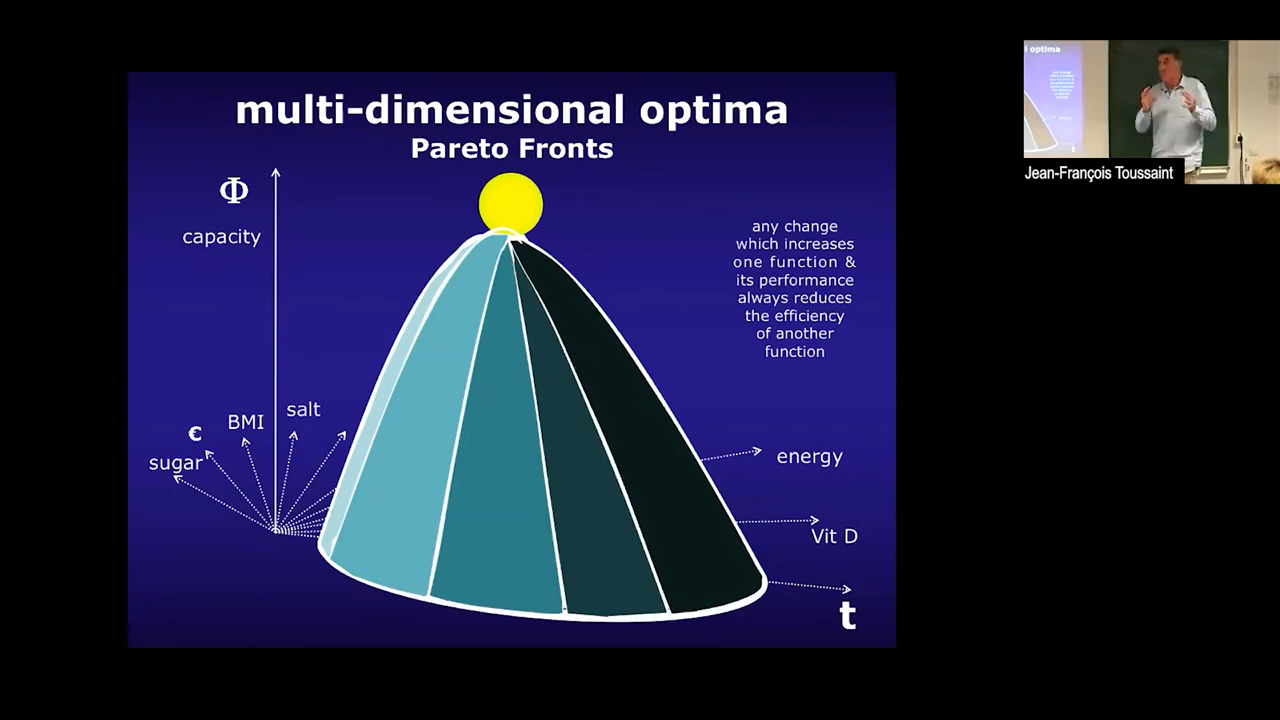 multi-dimensional optima
Pareto Fronts
Φ
capacity
any change
which increases
one function &
its performance
always reduces
the efficiency
of another
function
salt
BMI
€
sugar
energy
Vit D
t
l optima
Jean-François Toussaint